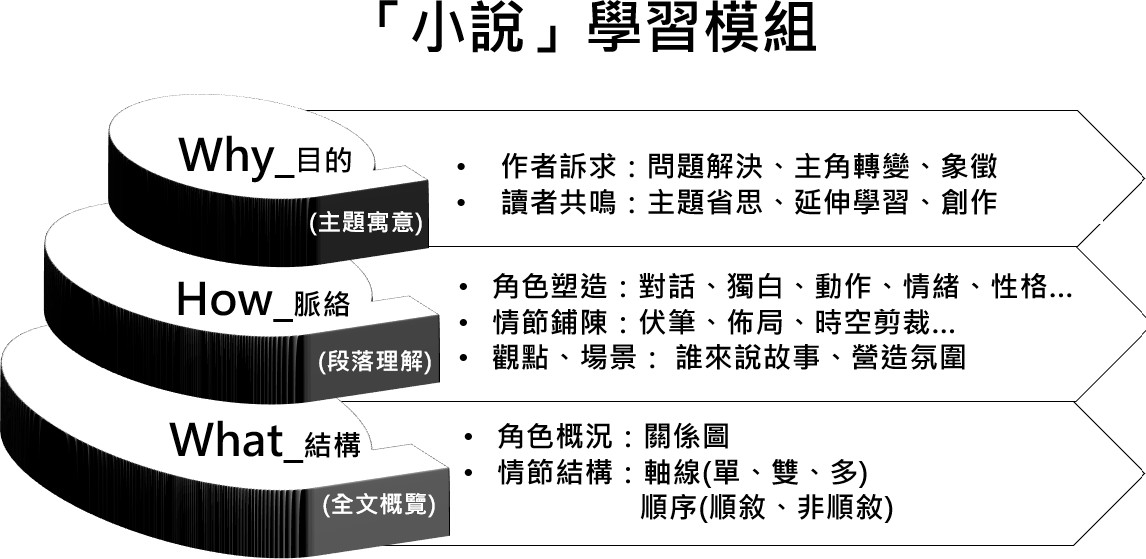 「小說」學習模組
Why_目的
(主題寓意)
• 作者訴求：問題解決、主角轉變、象徵
• 讀者共鳴：主題省思、延伸學習、創作
How_脈絡
(段落理解)
• 角色塑造：對話、獨白、動作、情緒、性格...
• 情節鋪陳：伏筆、佈局、時空剪裁...
• 觀點、場景： 誰來說故事、營造氛圍
What_結構
(全文概覽)
• 角色概況：關係圖
• 情節結構：軸線(單、雙、多)
順序(順敘、非順敘)